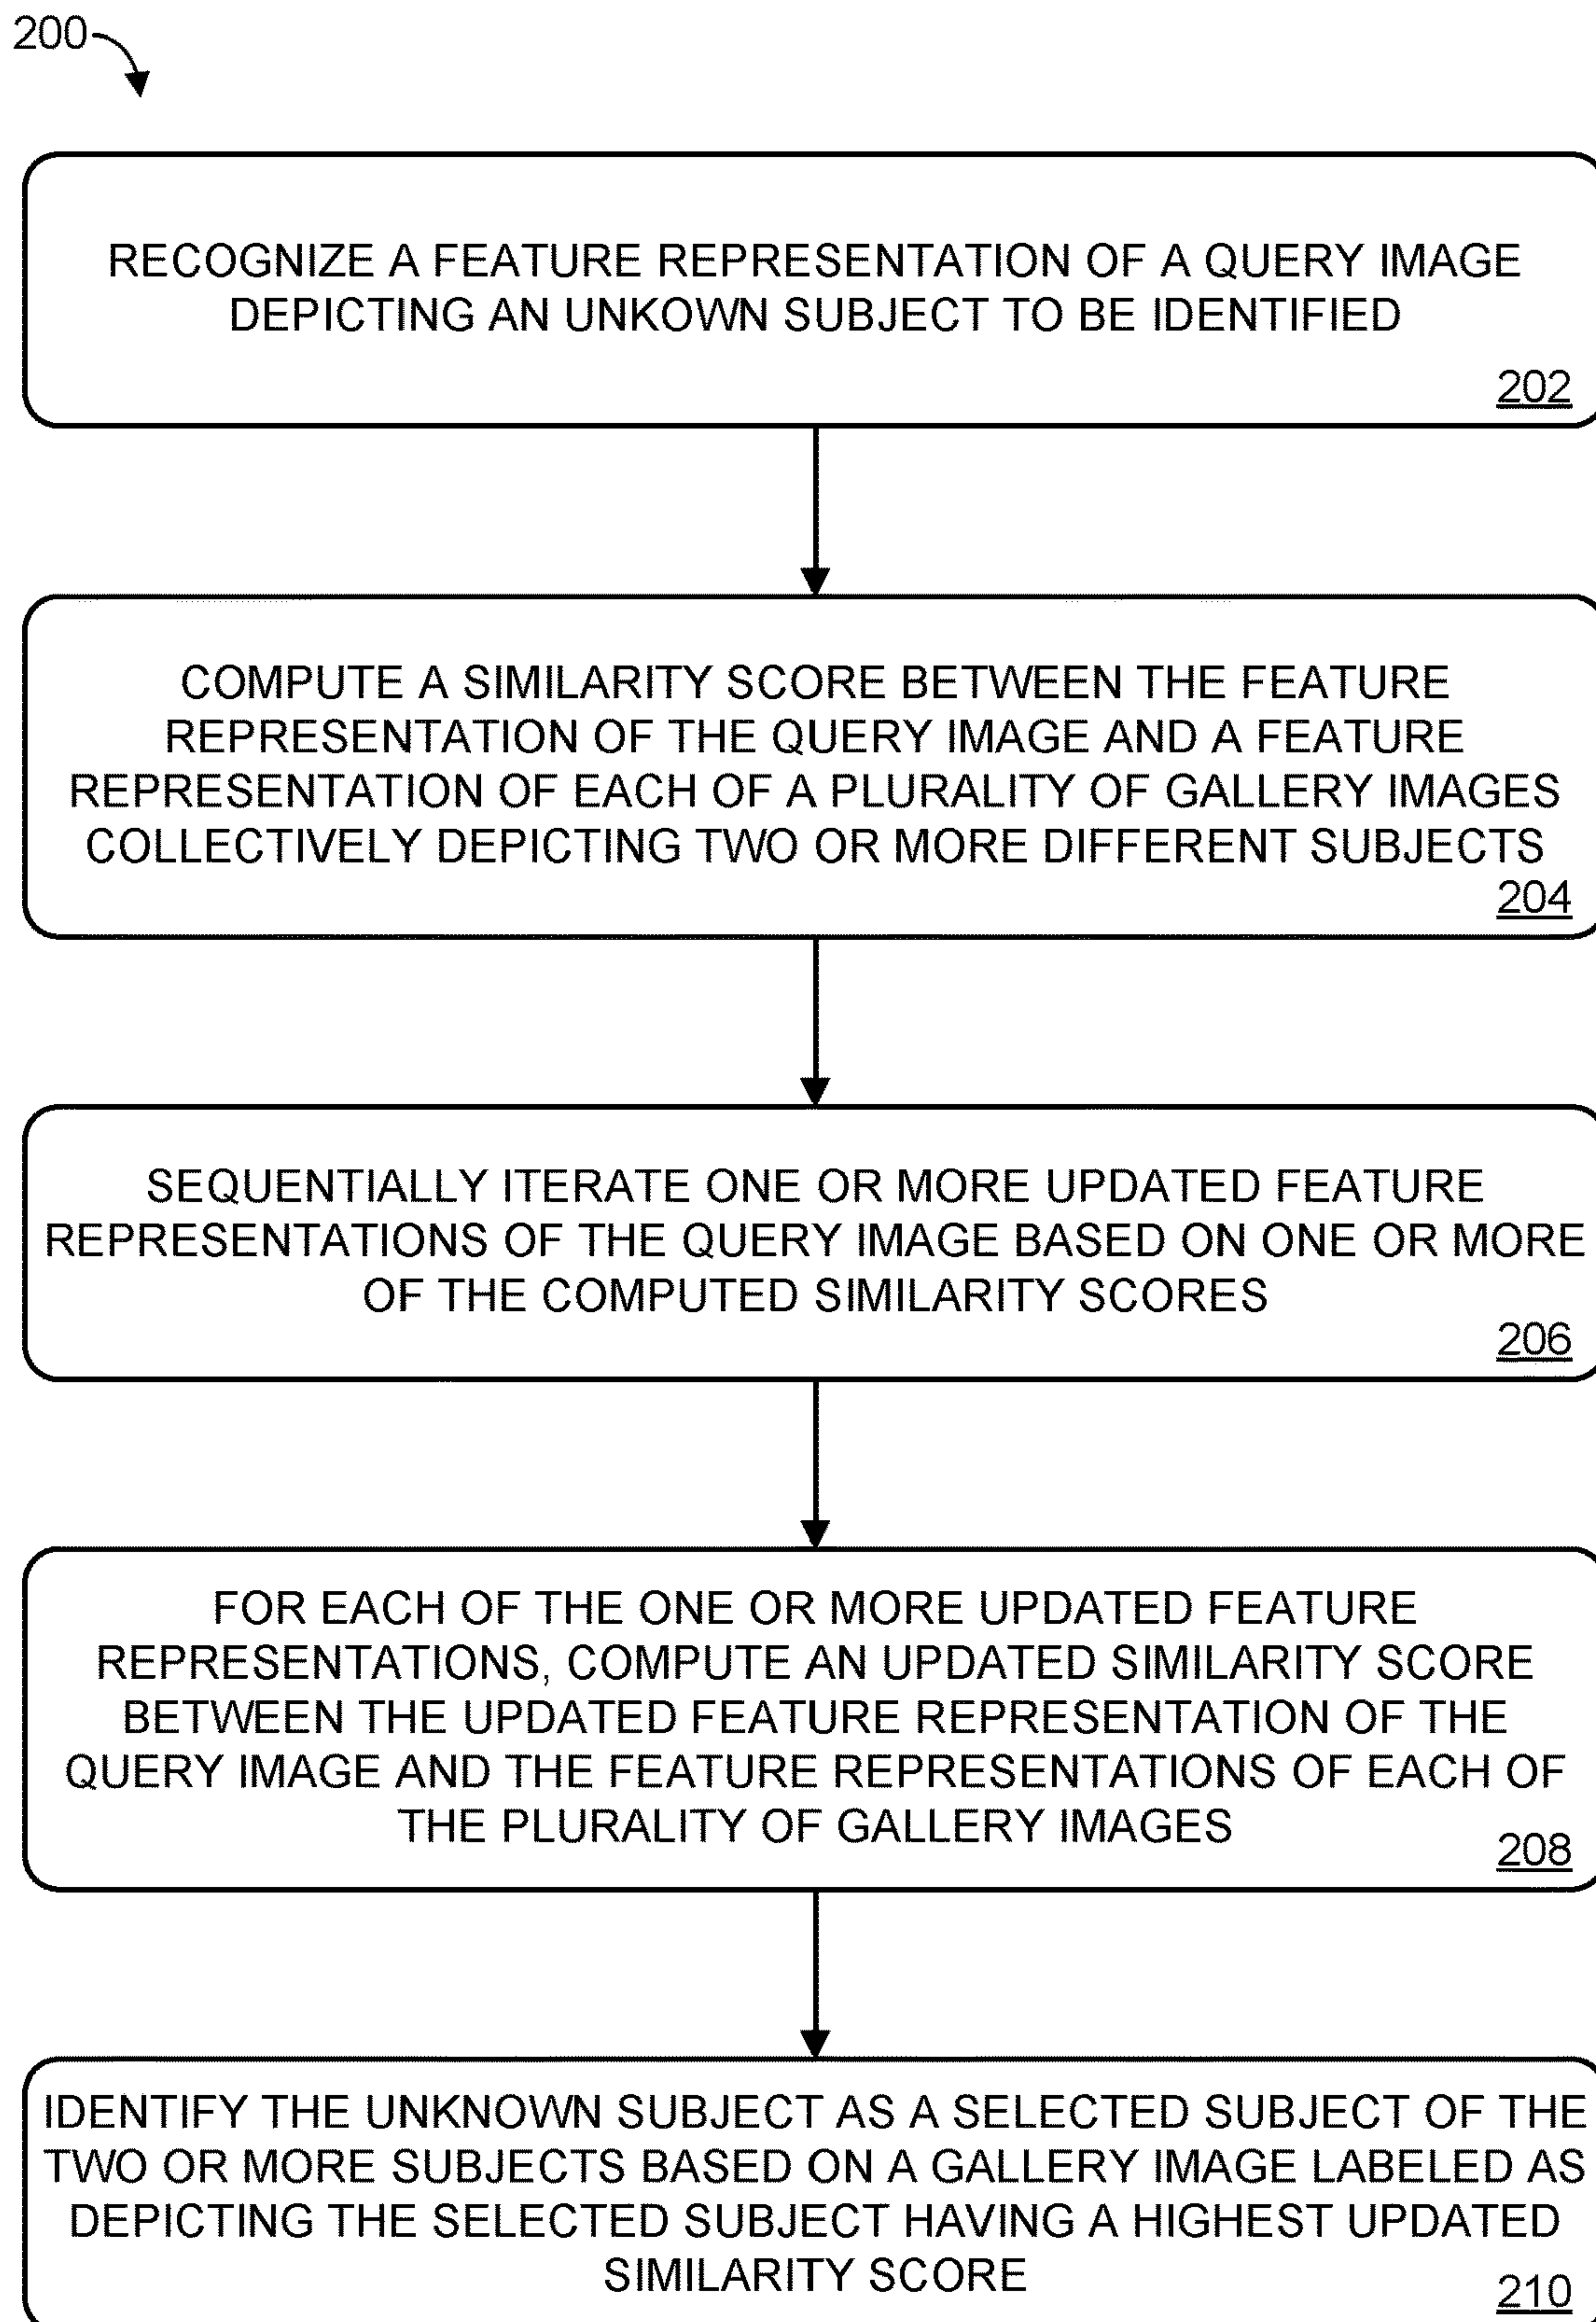 200
RECOGNIZE A FEATURE REPRESENTATION OF A QUERY IMAGE
DEPICTING AN UNKOWN SUBJECT TO BE IDENTIFIED
202
COMPUTE A SIMILARITY SCORE BETWEEN THE FEATURE
REPRESENTATION OF THE QUERY IMAGE AND A FEATURE
REPRESENTATION OF EACH OF A PLURALITY OF GALLERY IMAGES
COLLECTIVELY DEPICTING TWO OR MORE DIFFERENT SUBJECTS
204
SEQUENTIALLY ITERATE ONE OR MORE UPDATED FEATURE
REPRESENTATIONS OF THE QUERY IMAGE BASED ON ONE OR MORE
OF THE COMPUTED SIMILARITY SCORES
206
FOR EACH OF THE ONE OR MORE UPDATED FEATURE
REPRESENTATIONS, COMPUTE AN UPDATED SIMILARITY SCORE
BETWEEN THE UPDATED FEATURE REPRESENTATION OF THE
QUERY IMAGE AND THE FEATURE REPRESENTATIONS OF EACH OF
THE PLURALITY OF GALLERY IMAGES
208
IDENTIFY THE UNKNOWN SUBJECT AS A SELECTED SUBJECT OF THE
TWO OR MORE SUBJECTS BASED ON A GALLERY IMAGE LABELED AS
DEPICTING THE SELECTED SUBJECT HAVING A HIGHEST UPDATED
SIMILARITY SCORE
210